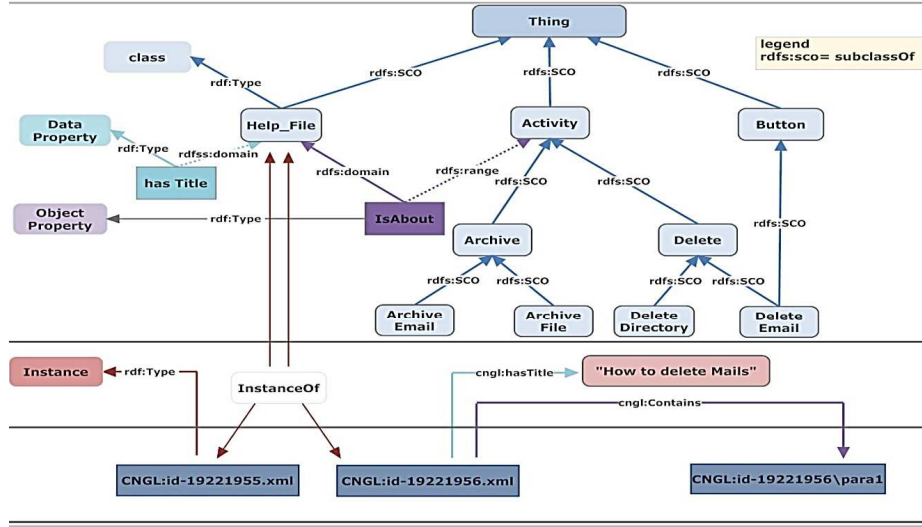 Thing
legend
rdfs:sco= subclassOf
class
rdf:Type
rdfs:SCO
rdfs:SCO
rdfs:SCO
Data
Property
Help_File
Activity
Button
rdf:Type
rdfss:domain
has Title
rdfs:domain
rdfs:range
rdfs:SCO
rdfs:SCO
Object
Property
rdf:Type
IsAbout
rdfs:SCO
Archive
Delete
rdfs:SCO
rdfs:SCO
rdfs:SCO
rdfs:SCO
Archive
Email
Archive
File
Delete
Directory
Delete
Email
Instance
rdf:Type
InstanceOf
cngl:hasTitle
"How to delete Mails"
cngl:Contains
CNGL:id-19221955.xml
CNGL:id-19221956.xml
CNGL:id-19221956\para1